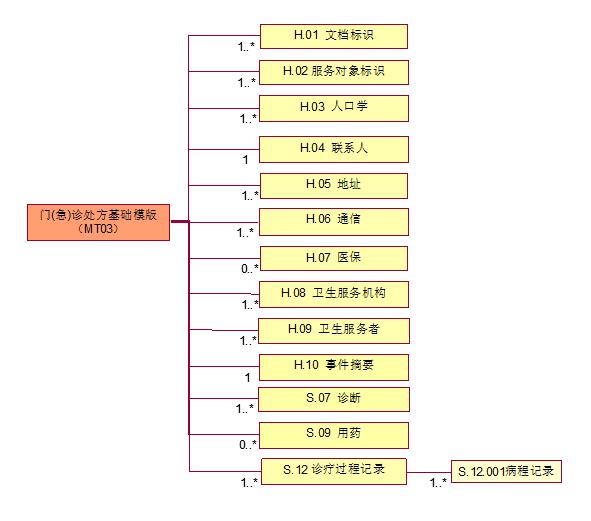 H.01 文档标识
1..*
H.02服务对象标识
1..*
H.03 人口学
1..*
H.04 联系人
1
H.05 地址
1..*
门(急)诊处方基础模版
（MT03）
H.06 通信
1..*
H.07 医保
0..*
H.08 卫生服务机构
1..*
H.09 卫生服务者
1..*
H.10 事件摘要
1
S.07 诊断
1..*
S.09 用药
0..*
S.12诊疗过程记录
1..*
S.12.001病程记录
1..*